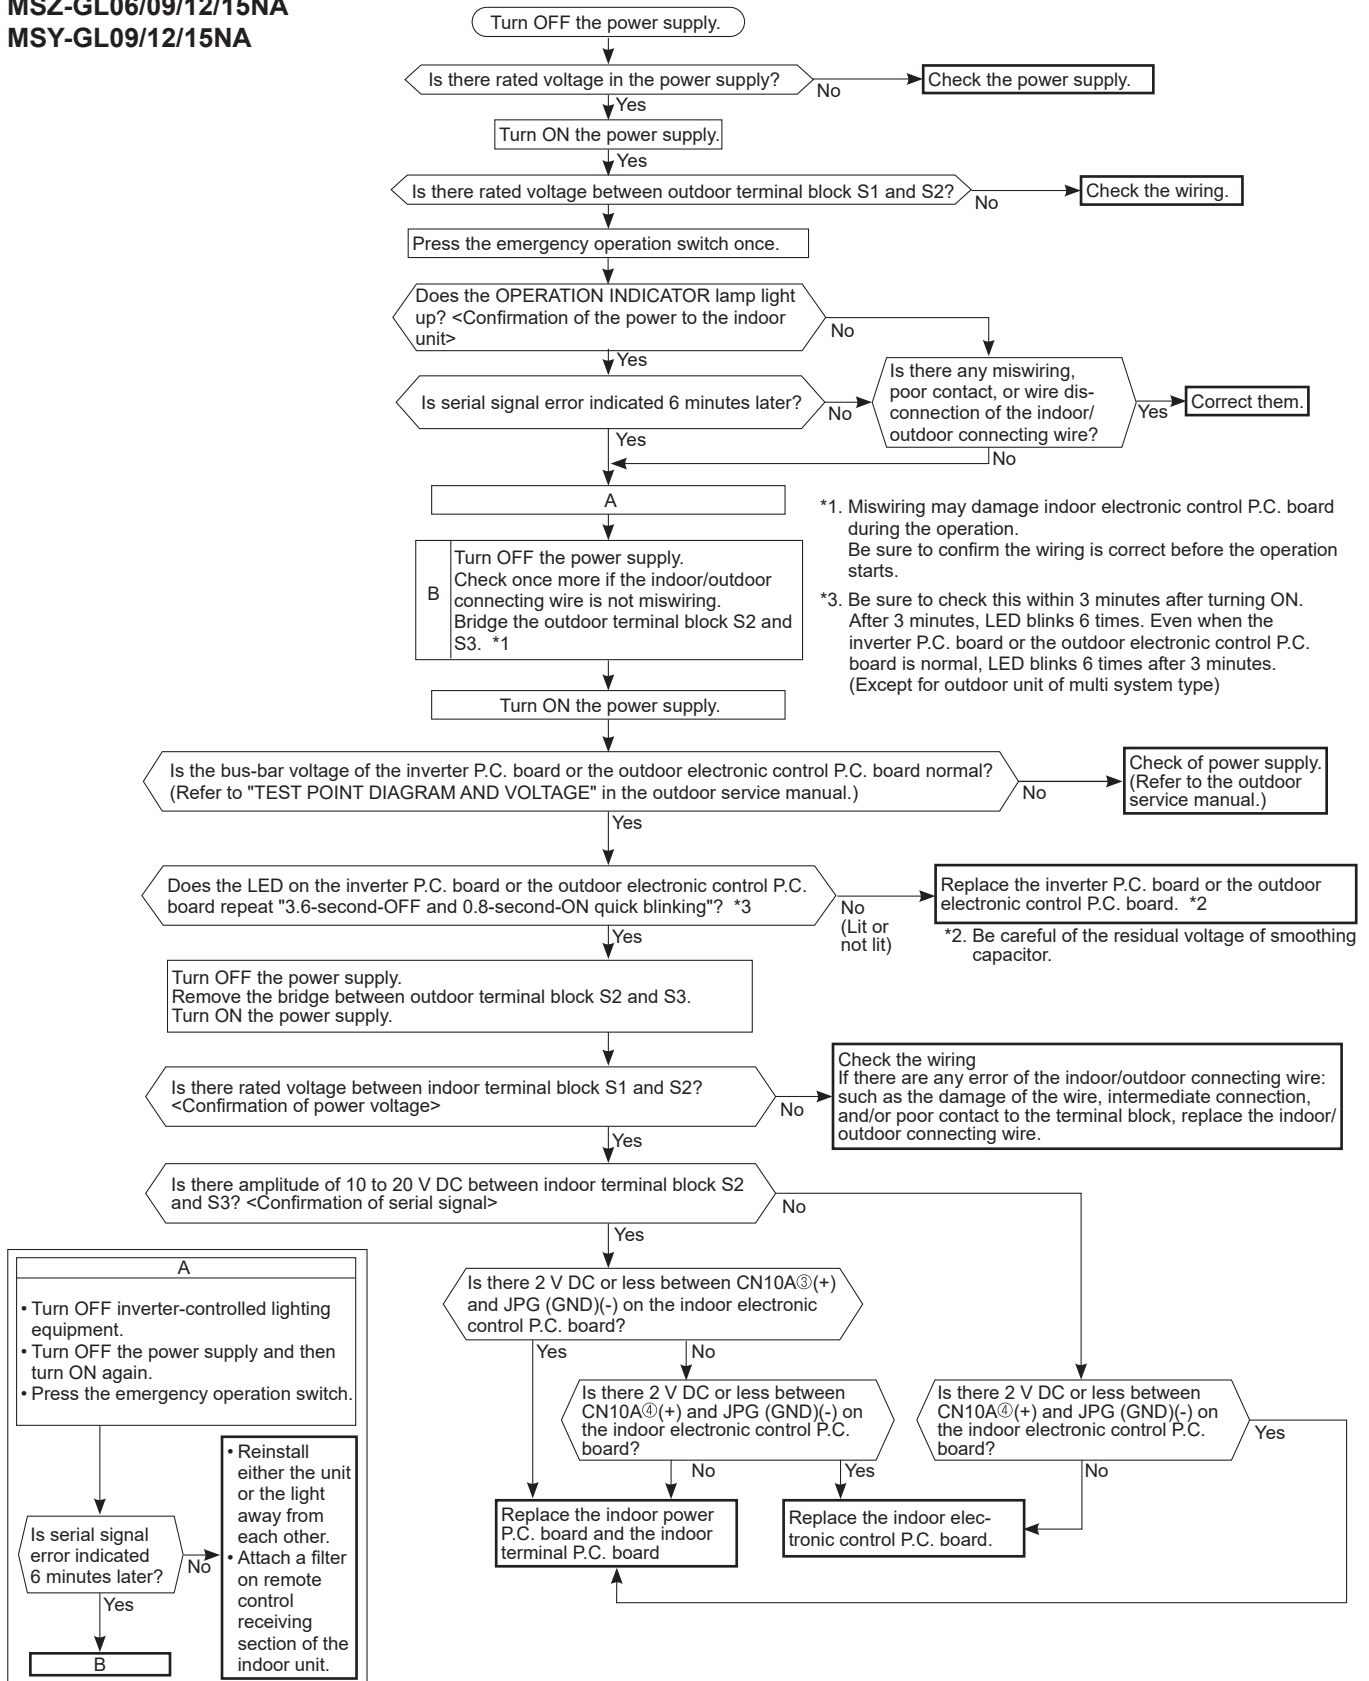 MSZ-GL06/09/12/15NA
MSY-GL09/12/15NA
Turn OFF the power supply.
Is there rated voltage in the power supply?
No
Check the power supply.
Yes
Turn ON the power supply.
Yes
Is there rated voltage between outdoor terminal block S1 and S2?
No
Check the wiring.
Press the emergency operation switch once.
Does the OPERATION INDICATOR lamp light
up? <Confirmation of the power to the indoor
unit>
No
Yes
Is there any miswiring,
poor contact, or wire dis-
connection of the indoor/
outdoor connecting wire?
Yes
Correct them.
Is serial signal error indicated 6 minutes later?
No
Yes
No
A
*1. Miswiring may damage indoor electronic control P.C. board
during the operation.
Be sure to confirm the wiring is correct before the operation
starts.
*3. Be sure to check this within 3 minutes after turning ON.
After 3 minutes, LED blinks 6 times. Even when the
inverter P.C. board or the outdoor electronic control P.C.
board is normal, LED blinks 6 times after 3 minutes.
(Except for outdoor unit of multi system type)
B
Turn OFF the power supply.
Check once more if the indoor/outdoor
connecting wire is not miswiring.
Bridge the outdoor terminal block S2 and
S3. *1
Turn ON the power supply.
Is the bus-bar voltage of the inverter P.C. board or the outdoor electronic control P.C. board normal?
(Refer to "TEST POINT DIAGRAM AND VOLTAGE" in the outdoor service manual.)
No
Check of power supply.
(Refer to the outdoor
service manual.)
Yes
Does the LED on the inverter P.C. board or the outdoor electronic control P.C.
board repeat "3.6-second-OFF and 0.8-second-ON quick blinking"? *3
No
(Lit or
not lit)
Replace the inverter P.C. board or the outdoor
electronic control P.C. board. *2
*2. Be careful of the residual voltage of smoothing
capacitor.
Yes
Turn OFF the power supply.
Remove the bridge between outdoor terminal block S2 and S3.
Turn ON the power supply.
Is there rated voltage between indoor terminal block S1 and S2?
<Confirmation of power voltage>
No
Check the wiring
If there are any error of the indoor/outdoor connecting wire:
such as the damage of the wire, intermediate connection,
and/or poor contact to the terminal block, replace the indoor/
outdoor connecting wire.
Yes
Is there amplitude of 10 to 20 V DC between indoor terminal block S2
and S3? <Confirmation of serial signal>
No
Yes
Is there 2 V DC or less between CN10A③(+)
and JPG (GND)(-) on the indoor electronic
control P.C. board?
Yes
No
Is there 2 V DC or less between
CN10A④(+) and JPG (GND)(-) on
the indoor electronic control P.C.
board?
No
Yes
Is there 2 V DC or less between
CN10A④(+) and JPG (GND)(-) on
the indoor electronic control P.C.
board?
Yes
No
Replace the indoor power
P.C. board and the indoor
terminal P.C. board
Replace the indoor elec-
tronic control P.C. board.
A
• Turn OFF inverter-controlled lighting
equipment.
• Turn OFF the power supply and then
turn ON again.
• Press the emergency operation switch.
Is serial signal
error indicated
6 minutes later?
No
Yes
B
• Reinstall
either the unit
or the light
away from
each other.
• Attach a filter
on remote
control
receiving
section of the
indoor unit.